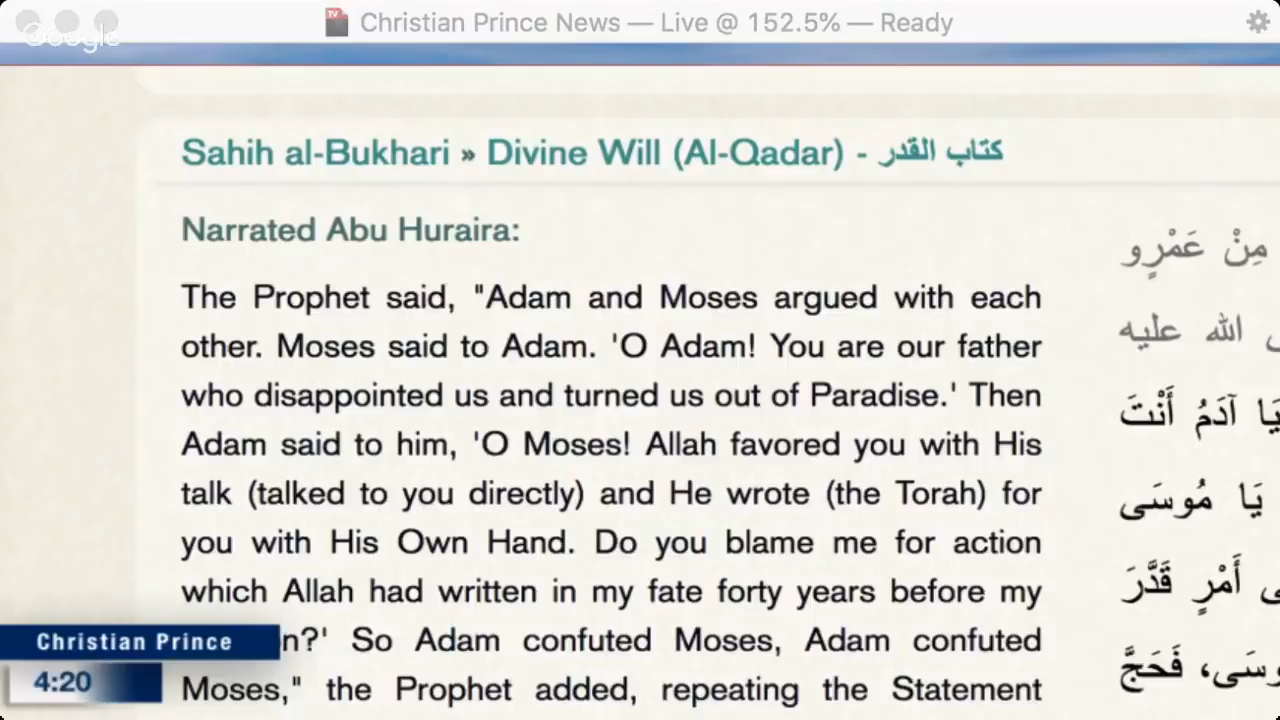 Christian Prince News — Live @ 152.5% — Ready
Google
Sahih al-Bukhari » Divine Will (Al-Qadar) - كتاب القدر
Narrated Abu Huraira:
The Prophet said, "Adam and Moses argued with each
other. Moses said to Adam. 'O Adam! You are our father
who disappointed us and turned us out of Paradise.' Then
Adam said to him, 'O Moses! Allah favored you with His
talk (talked to you directly) and He wrote (the Torah) for
you with His Own Hand. Do you blame me for action
which Allah had written in my fate forty years before my
n?' So Adam confuted Moses, Adam confuted
Moses," the Prophet added, repeating the Statement
مِنْ عَمْرٍو
الله عليه
يَا آدَمُ أَنْتَ
يَا مُوسَى
أَمْرٍ قَدَّرَ
فَحَجَّ
Christian Prince
4:20